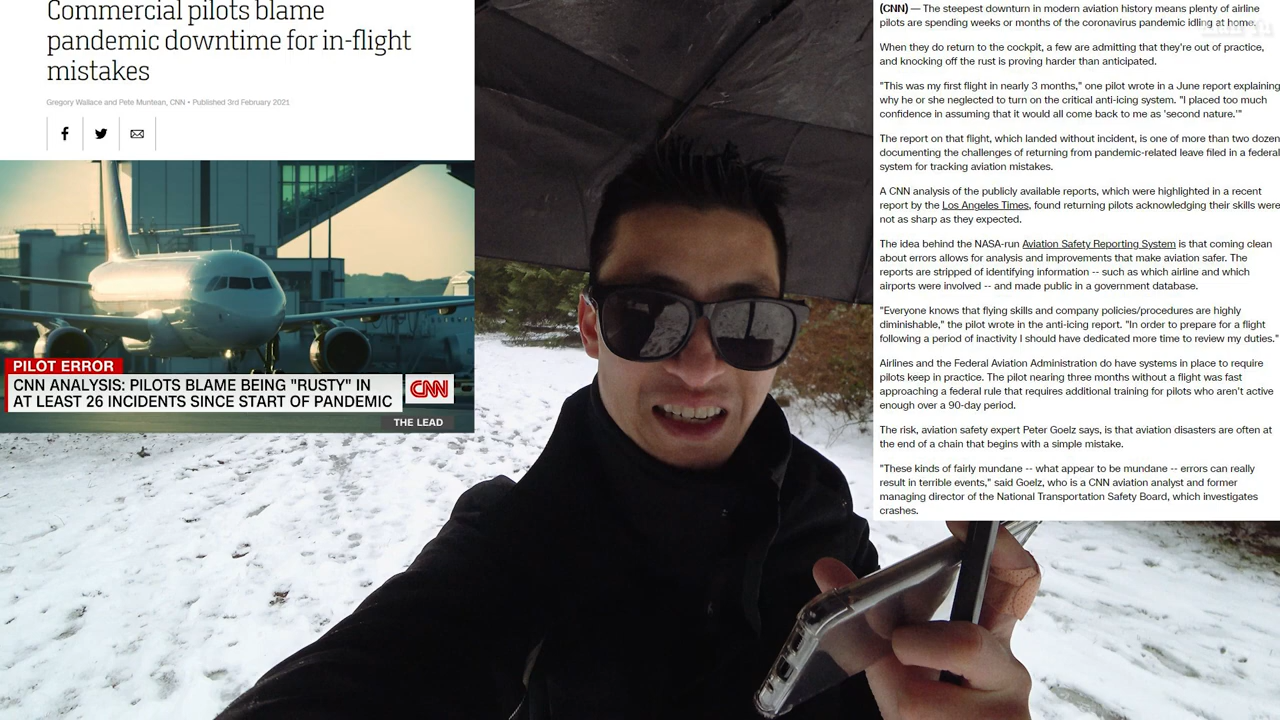 Commercial pilots blame
pandemic downtime for in-flight
mistakes
Gregory Wallace and Pete Muntean, CNN • Published 3rd February 2021
PILOT ERROR
CNN ANALYSIS: PILOTS BLAME BEING "RUSTY" IN
AT LEAST 26 INCIDENTS SINCE START OF PANDEMIC
CNN
THE LEAD
(CNN) — The steepest downturn in modern aviation history means plenty of airline
pilots are spending weeks or months of the coronavirus pandemic idling at home.
When they do return to the cockpit, a few are admitting that they're out of practice,
and knocking off the rust is proving harder than anticipated.
"This was my first flight in nearly 3 months," one pilot wrote in a June report explaining
why he or she neglected to turn on the critical anti-icing system. "I placed too much
confidence in assuming that it would all come back to me as 'second nature.'"
The report on that flight, which landed without incident, is one of more than two dozen
documenting the challenges of returning from pandemic-related leave filed in a federal
system for tracking aviation mistakes.
A CNN analysis of the publicly available reports, which were highlighted in a recent
report by the Los Angeles Times, found returning pilots acknowledging their skills were
not as sharp as they expected.
The idea behind the NASA-run Aviation Safety Reporting System is that coming clean
about errors allows for analysis and improvements that make aviation safer. The
reports are stripped of identifying information -- such as which airline and which
airports were involved -- and made public in a government database.
"Everyone knows that flying skills and company policies/procedures are highly
diminishable," the pilot wrote in the anti-icing report. "In order to prepare for a flight
following a period of inactivity I should have dedicated more time to review my duties."
Airlines and the Federal Aviation Administration do have systems in place to require
pilots keep in practice. The pilot nearing three months without a flight was fast
approaching a federal rule that requires additional training for pilots who aren't active
enough over a 90-day period.
The risk, aviation safety expert Peter Goelz says, is that aviation disasters are often at
the end of a chain that begins with a simple mistake.
"These kinds of fairly mundane -- what appear to be mundane -- errors can really
result in terrible events," said Goelz, who is a CNN aviation analyst and former
managing director of the National Transportation Safety Board, which investigates
crashes.